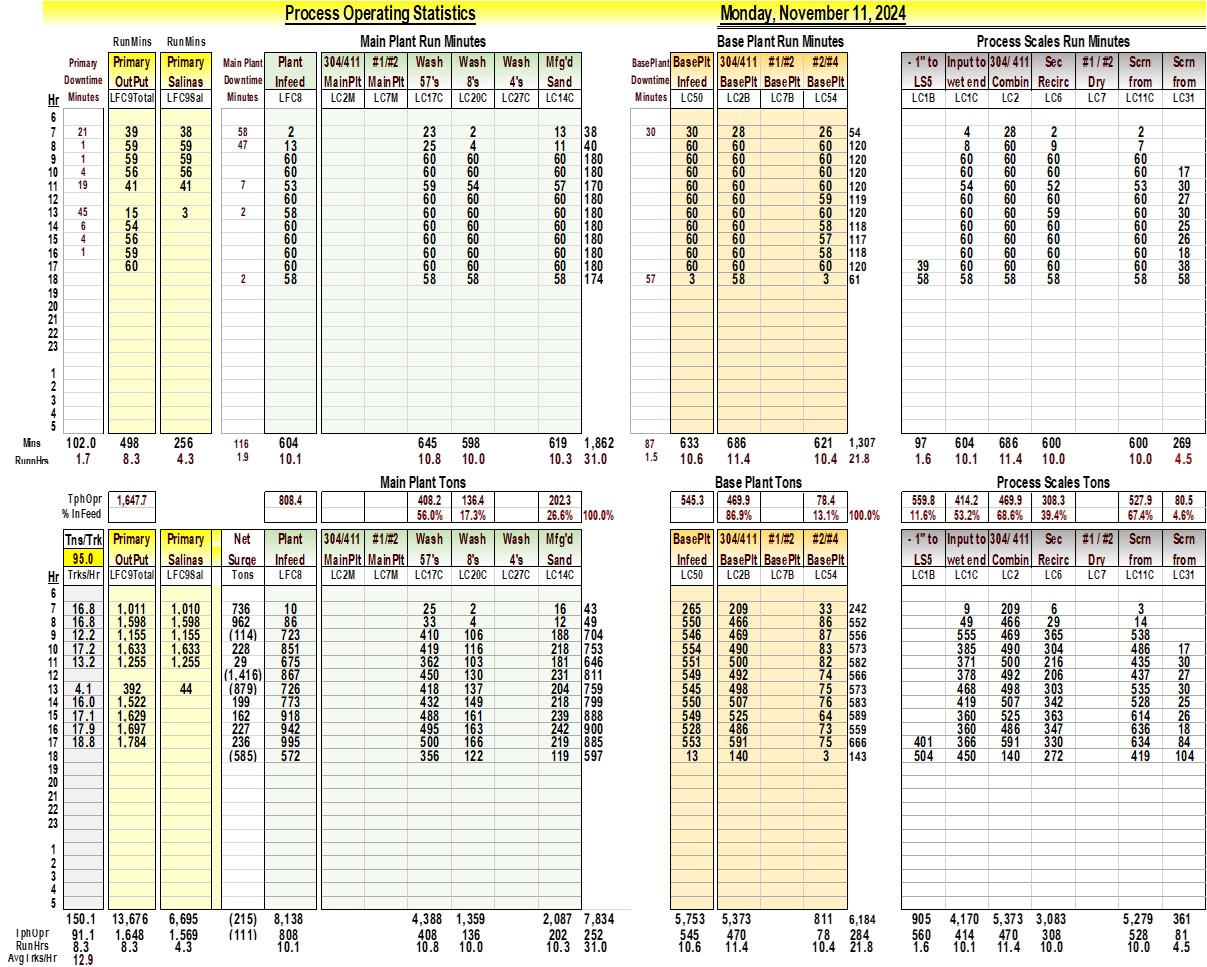 Process Operating Statistics Monday, November 11, 2024
RunMins RunMins Main Plant Run Minutes Base Plant Run Minutes Process Scales Run Minutes
Primary Primary Primary Main Plant Plant 304/411 #1/#2 Wash Wash Wash Mfg'd BasePlant BasePlt 304/411 #1/#2 #2/#4 - 1" to Input to 304/ 411 Sec #1 / #2 Scrn Scrn
Downtime OutPut Salinas Downtime Infeed MainPlt MainPlt 57's 8's 4's Sand Downtime Infeed BasePlt BasePlt BasePlt LS5 wet end Combin Recirc Dry from from
Hr Minutes LFC9Total LFC9Sal Minutes LFC8 LC2M LC7M LC17C LC20C LC27C LC14C Minutes LC50 LC2B LC7B LC54 LC1B LC1C LC2 LC6 LC7 LC11C LC31
6
7 21 39 38 58 2 23 2 13 38 30 30 28 26 54 4 28 2 2
8 1 59 59 47 13 25 4 11 40 60 60 60 120 8 60 9 7
9 1 59 59 60 60 60 60 180 60 60 60 120 60 60 60 60
10 4 56 56 60 60 60 60 180 60 60 60 120 60 60 60 60 17
11 19 41 41 7 53 59 54 57 170 60 60 60 120 54 60 52 53 30
12 60 60 60 60 180 60 60 59 119 60 60 60 60 27
13 45 15 3 2 58 60 60 60 180 60 60 60 120 60 60 59 60 30
14 6 54 60 60 60 60 180 60 60 58 118 60 60 60 60 25
15 4 56 60 60 60 60 180 60 60 57 117 60 60 60 60 26
16 1 59 60 60 60 60 180 60 60 58 118 60 60 60 60 18
17 60 60 60 60 60 180 60 60 60 120 39 60 60 60 60 38
18 2 58 58 58 58 174 57 3 58 3 61 58 58 58 58 58 58
19
20
21
22
23
1
2
3
4
5
Mins 102.0 498 256 116 604 645 598 619 1,862 87 633 686 621 1,307 97 604 686 600 600 269
RunnHrs 1.7 8.3 4.3 1.9 10.1 10.8 10.0 10.3 31.0 1.5 10.6 11.4 10.4 21.8 1.6 10.1 11.4 10.0 10.0 4.5
Main Plant Tons Base Plant Tons Process Scales Tons
TphOpr 1,647.7 808.4 408.2 136.4 202.3 545.3 469.9 78.4 559.8 414.2 469.9 308.3 527.9 80.5
% InFeed 56.0% 17.3% 26.6% 100.0% 86.9% 13.1% 100.0% 11.6% 53.2% 68.6% 39.4% 67.4% 4.6%
Tns/Trk Primary Primary Net Plant 304/411 #1/#2 Wash Wash Wash Mfg'd BasePlt 304/411 #1/#2 #2/#4 - 1" to Input to 304/ 411 Sec #1 / #2 Scrn Scrn
95.0 OutPut Salinas Surge Infeed MainPlt MainPlt 57's 8's 4's Sand Infeed BasePlt BasePlt BasePlt LS5 wet end Combin Recirc Dry from from
Hr Trks/Hr LFC9Total LFC9Sal Tons LFC8 LC2M LC7M LC17C LC20C LC27C LC14C LC50 LC2B LC7B LC54 LC1B LC1C LC2 LC6 LC7 LC11C LC31
6
7 16.8 1,011 1,010 736 10 25 2 16 43 265 209 33 242 9 209 6 3
8 16.8 1,598 1,598 962 86 33 4 12 49 550 466 86 552 49 466 29 14
9 12.2 1,155 1,155 (114) 723 410 106 188 704 546 469 87 556 555 469 365 538
10 17.2 1,633 1,633 228 851 419 116 218 753 554 490 83 573 385 490 304 486 17
11 13.2 1,255 1,255 29 675 362 103 181 646 551 500 82 582 371 500 216 435 30
12 (1,416) 867 450 130 231 811 549 492 74 566 378 492 206 437 27
13 4.1 392 44 (879) 726 418 137 204 759 545 498 75 573 468 498 303 535 30
14 16.0 1,522 199 773 432 149 218 799 550 507 76 583 419 507 342 528 25
15 17.1 1,629 162 918 488 161 239 888 549 525 64 589 360 525 363 614 26
16 17.9 1,697 227 942 495 163 242 900 528 486 73 559 360 486 347 636 18
17 18.8 1,784 236 995 500 166 219 885 553 591 75 666 401 366 591 330 634 84
18 (585) 572 356 122 119 597 13 140 3 143 504 450 140 272 419 104
19
20
21
22
23
1
2
3
4
5
150.1 13,676 6,695 (215) 8,138 4,388 1,359 2,087 7,834 5,753 5,373 811 6,184 905 4,170 5,373 3,083 5,279 361
TphOpr 91.1 1,648 1,569 (111) 808 408 136 202 252 545 470 78 284 560 414 470 308 528 81
RunHrs 8.3 8.3 4.3 10.1 10.8 10.0 10.3 31.0 10.6 11.4 10.4 21.8 1.6 10.1 11.4 10.0 10.0 4.5
AvgTrks/Hr 12.9